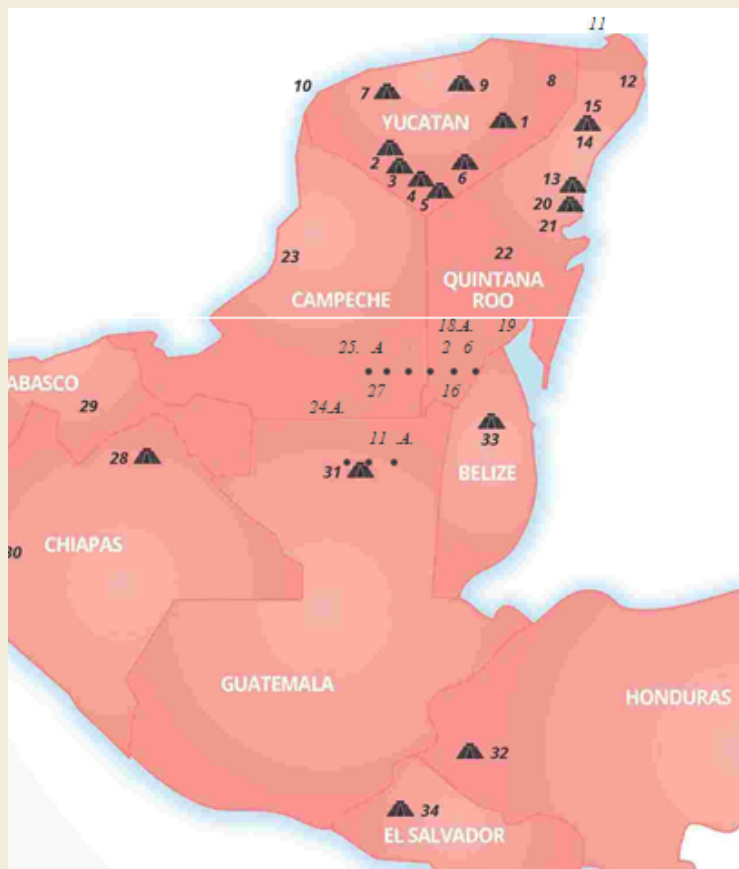 11
10
7
9
8
12
15
YUCATAN
1
14
2
3
6
4
5
13
20
21
23
22
QUINTANA
ROO
CAMPECHE
18.A. 19
25. A 2 6
27 16
ABASCO
29
24.A.
11 .A.
33
28
31
BELIZE
CHIAPAS
30
GUATEMALA
HONDURAS
32
34
EL SALVADOR